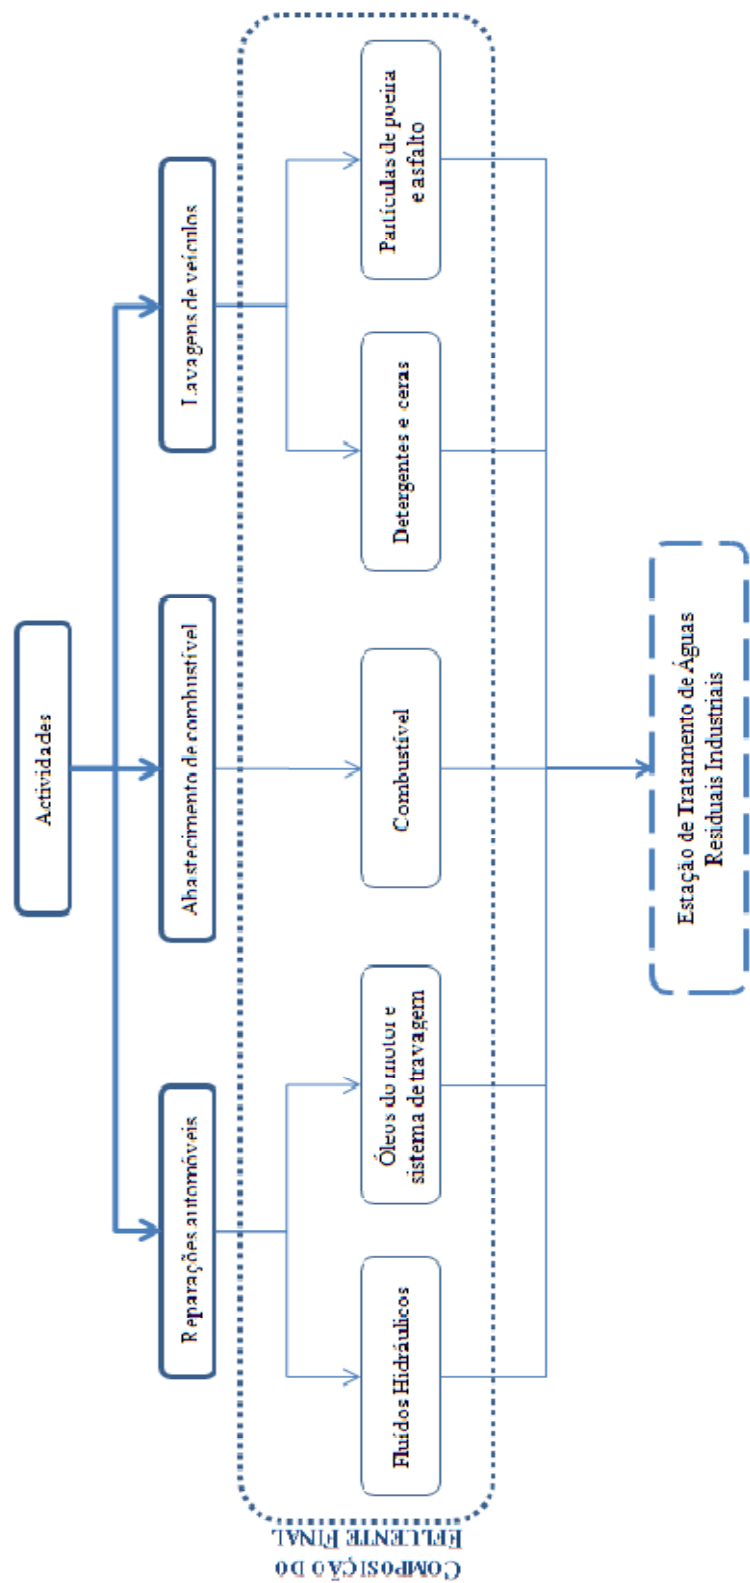 Actividades
Reparações automóveis
Abastecimento de combustível
Lavagens de veículos
COMPOSIÇÃO DO
EFLUENTE FINAL
Fluídos Hidráulicos
Óleos do motor e
sistema de travagem
Combustível
Detergentes e ceras
Partículas de poeira
e asfalto
Estação de Tratamento de Águas
Residuais Industriais